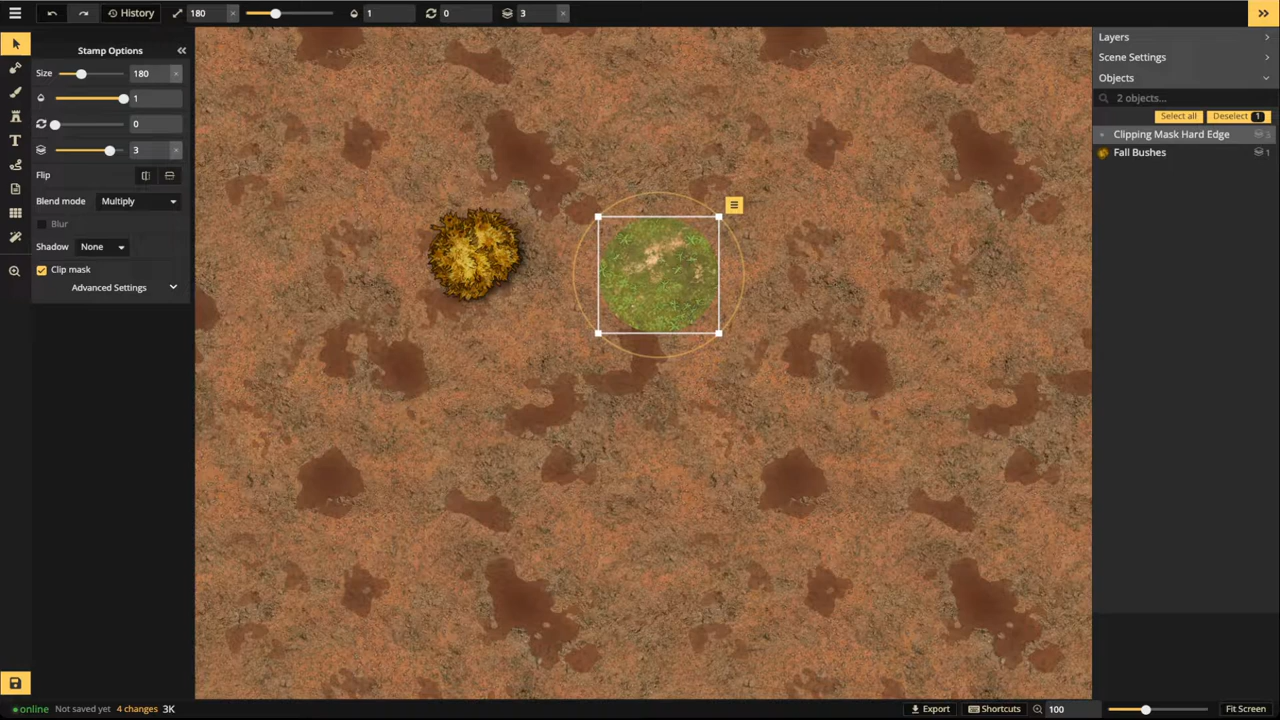 History 180 1 0 3
Stamp Options
Size 180
1
0
3
Flip
Blend mode Multiply
Blur
Shadow None
Clip mask
Advanced Settings
Layers
Scene Settings
Objects
2 objects...
Select all Deselect 1
Clipping Mask Hard Edge 3
Fall Bushes 1
online Not saved yet 4 changes 3K Export Shortcuts 100 Fit Screen